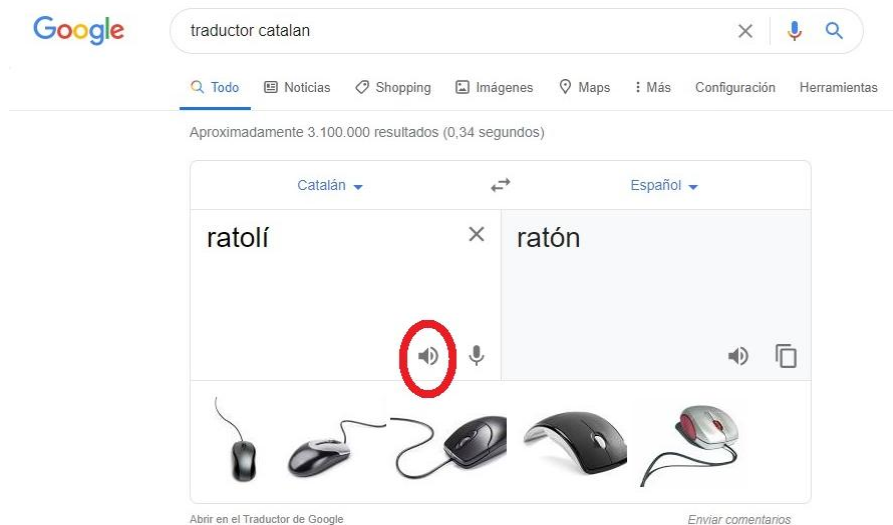 Google traductor catalan
Todo Noticias Shopping Imágenes Maps Más Configuración Herramientas
Aproximadamente 3.100.000 resultados (0,34 segundos)
Catalán Español
ratolí ratón
Abrir en el Traductor de Google Enviar comentarios